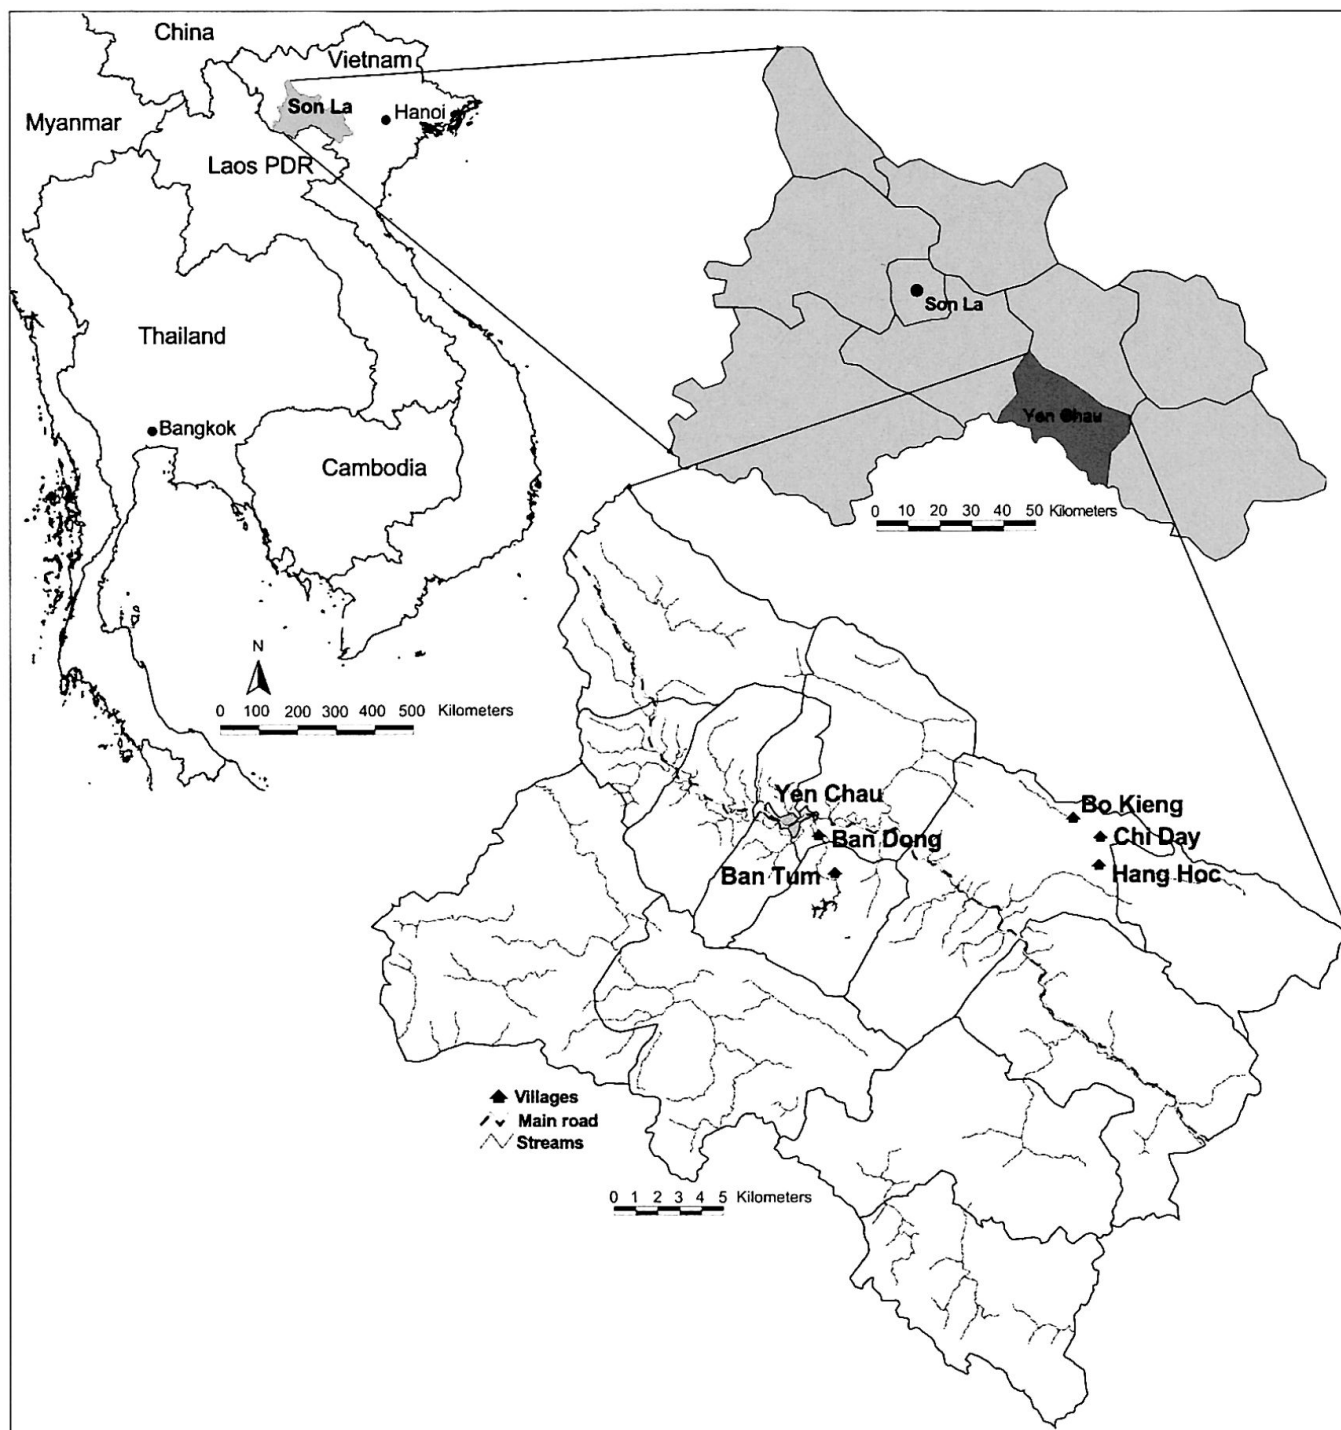 China
Vietnam
Son La
Hanoi
Myanmar
Laos PDR
Thailand
Bangkok
Cambodia
N
0 100 200 300 400 500 Kilometers
Son La
Yen Chau
0 10 20 30 40 50 Kilometers
Yen Chau
Ban Dong
Ban Tum
Bo Kieng
Chi Day
Hang Hoc
Villages
Main road
Streams
0 1 2 3 4 5 Kilometers